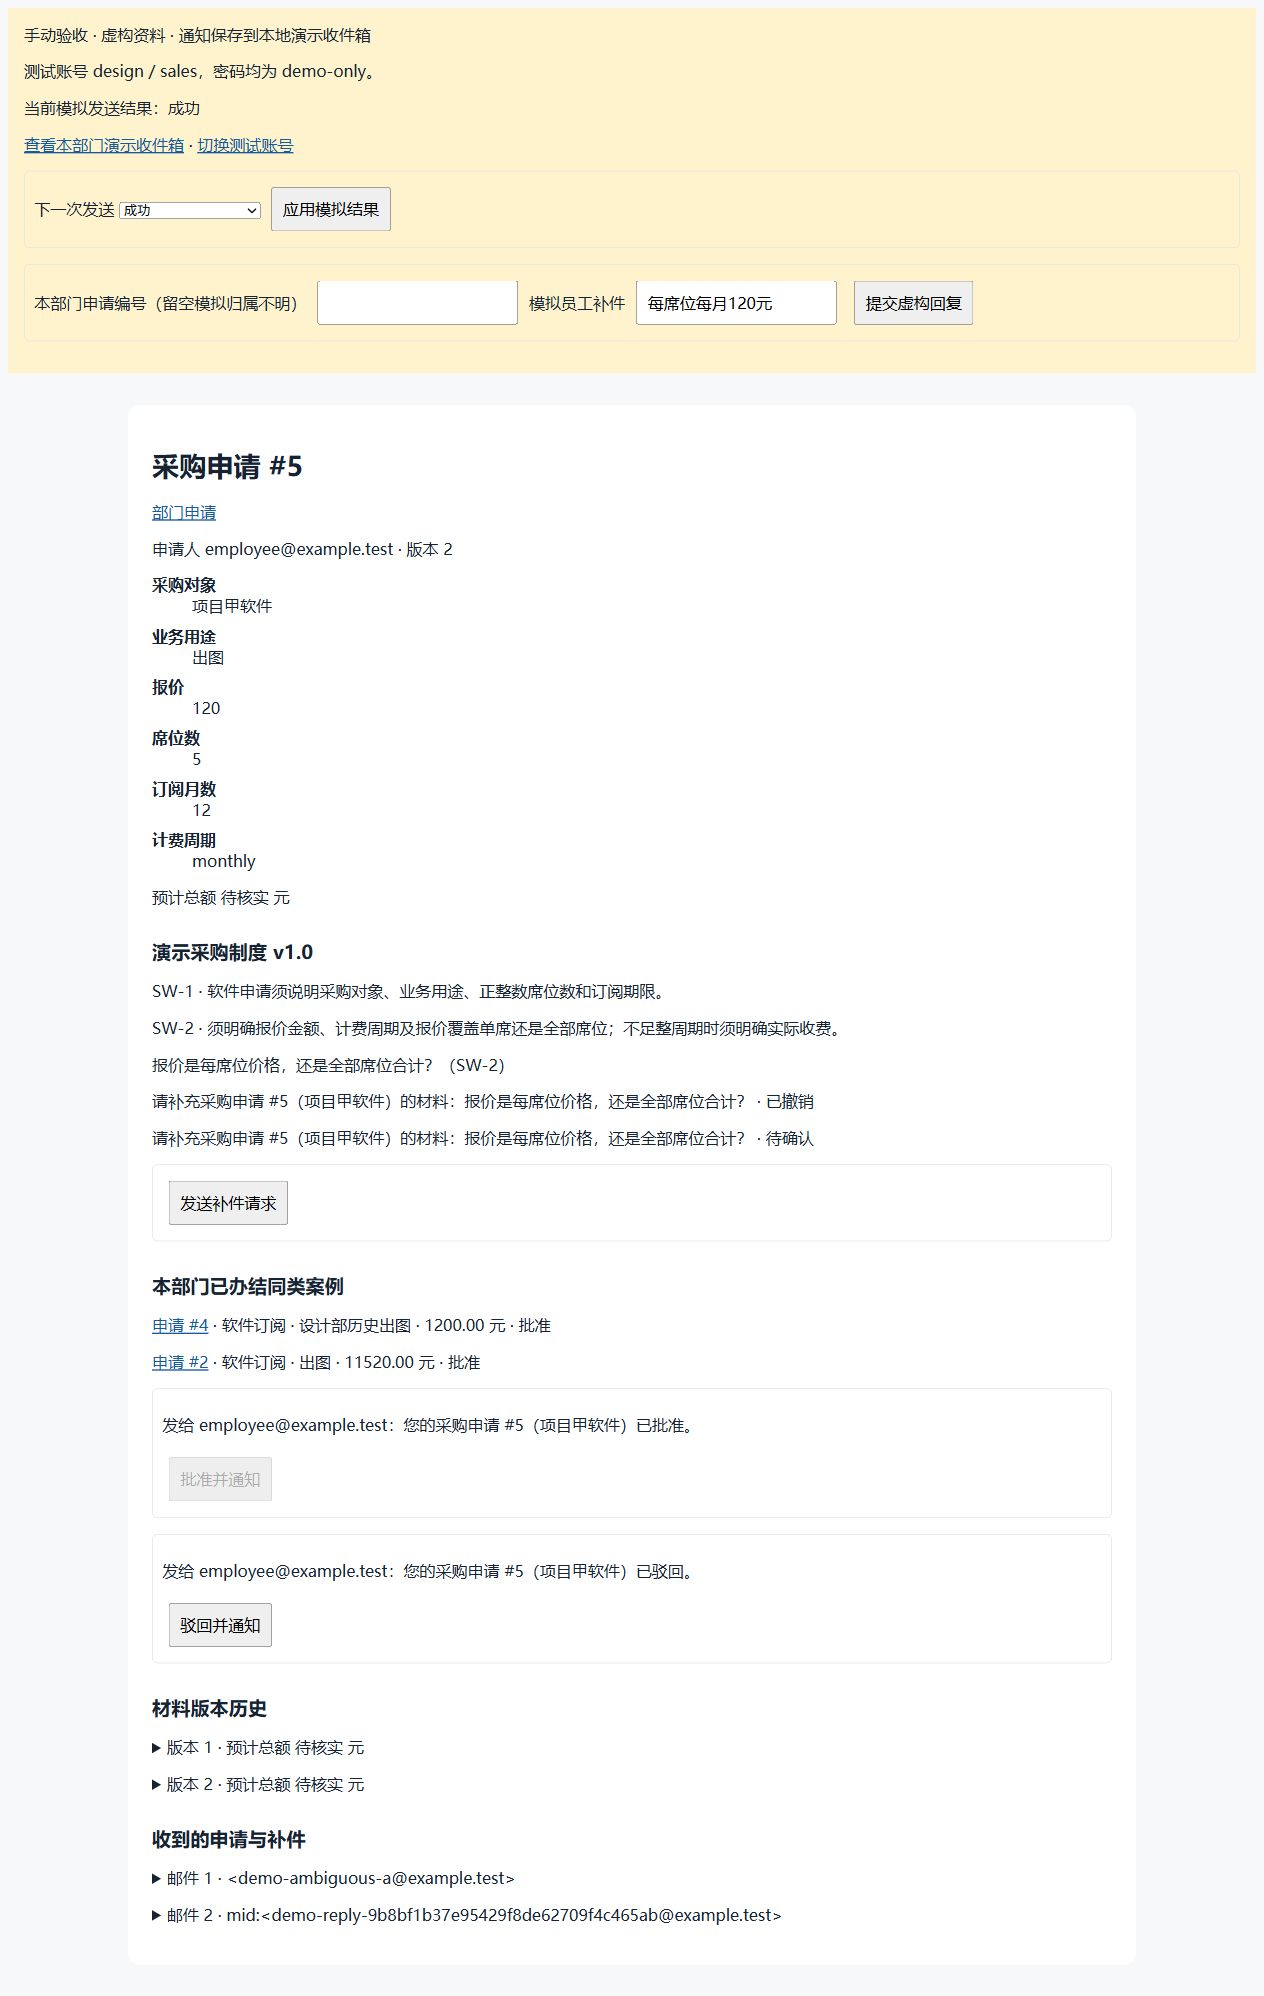 手动验收 · 虚构资料 · 通知保存到本地演示收件箱
测试账号 design / sales，密码均为 demo-only。
当前模拟发送结果：成功
查看本部门演示收件箱 · 切换测试账号
下一次发送 成功 应用模拟结果
本部门申请编号（留空模拟归属不明） 模拟员工补件 每席位每月120元 提交虚构回复
采购申请 #5
部门申请
申请人 employee@example.test · 版本 2
采购对象
项目甲软件
业务用途
出图
报价
120
席位数
5
订阅月数
12
计费周期
monthly
预计总额 待核实 元
演示采购制度 v1.0
SW-1 · 软件申请须说明采购对象、业务用途、正整数席位数和订阅期限。
SW-2 · 须明确报价金额、计费周期及报价覆盖单席还是全部席位；不足整周期时须明确实际收费。
报价是每席位价格，还是全部席位合计？（SW-2）
请补充采购申请 #5（项目甲软件）的材料：报价是每席位价格，还是全部席位合计？ · 已撤销
请补充采购申请 #5（项目甲软件）的材料：报价是每席位价格，还是全部席位合计？ · 待确认
发送补件请求
本部门已办结同类案例
申请 #4 · 软件订阅 · 设计部历史出图 · 1200.00 元 · 批准
申请 #2 · 软件订阅 · 出图 · 11520.00 元 · 批准
发给 employee@example.test：您的采购申请 #5（项目甲软件）已批准。
批准并通知
发给 employee@example.test：您的采购申请 #5（项目甲软件）已驳回。
驳回并通知
材料版本历史
▶ 版本 1 · 预计总额 待核实 元
▶ 版本 2 · 预计总额 待核实 元
收到的申请与补件
▶ 邮件 1 · <demo-ambiguous-a@example.test>
▶ 邮件 2 · mid:<demo-reply-9b8bf1b37e95429f8de62709f4c465ab@example.test>